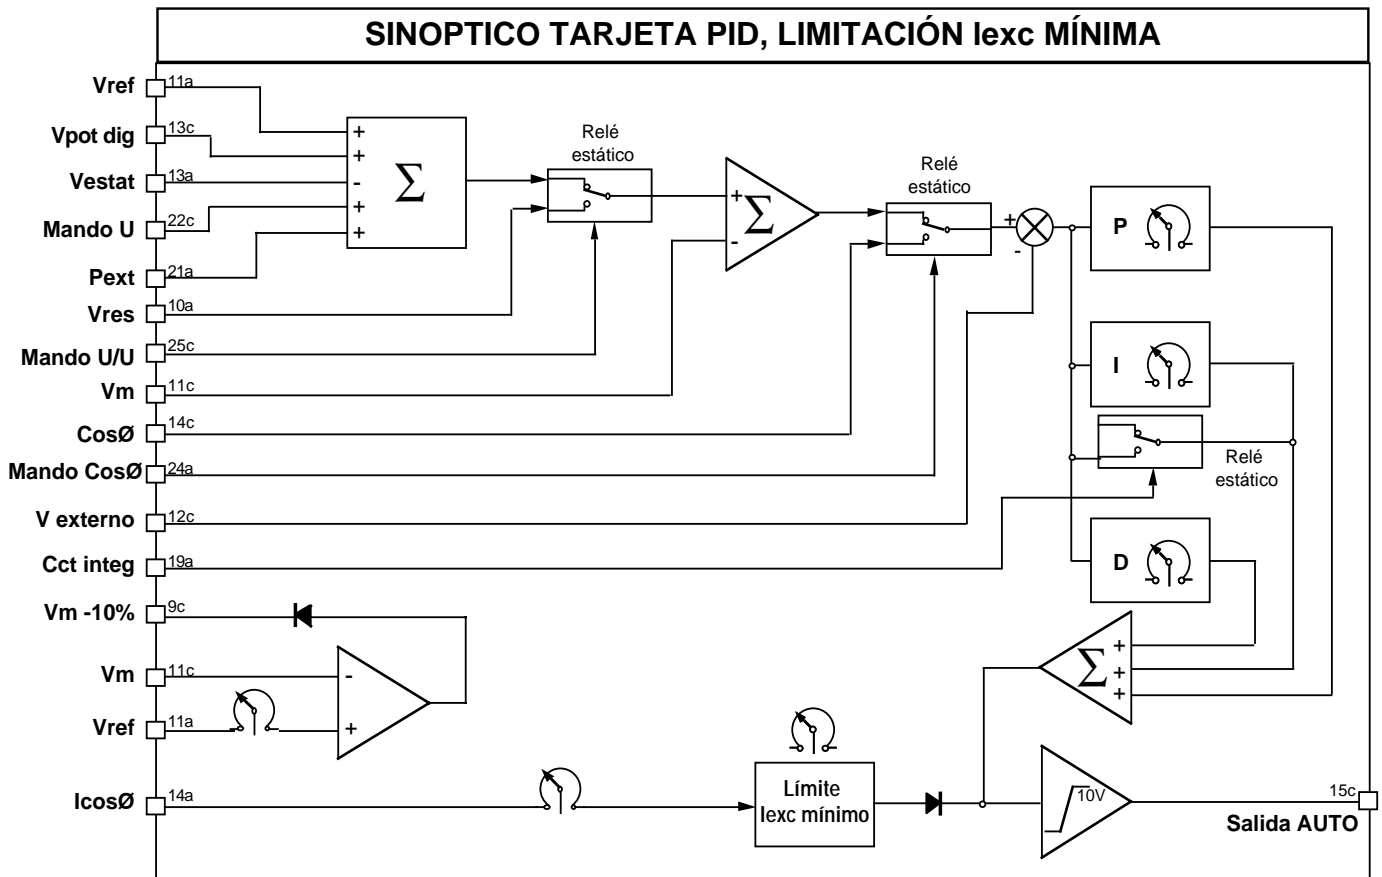 SINOPTICO TARJETA PID, LIMITACIÓN Iexc MÍNIMA
Vref
11a
Vpot dig
13c
Vestat
13a
Mando U
22c
Pext
21a
Vres
10a
Mando U/U
25c
Vm
11c
CosØ
14c
Mando CosØ
24a
V externo
12c
Cct integ
19a
Vm -10%
9c
Vm
11c
Vref
11a
IcosØ
14a
+
+
-
+
+
Σ
Relé
estático
+
-
Σ
Relé
estático
+
-
P
I
Relé
estático
D
Σ
+
+
+
-
+
Límite
Iexc mínimo
10V
15c
Salida AUTO